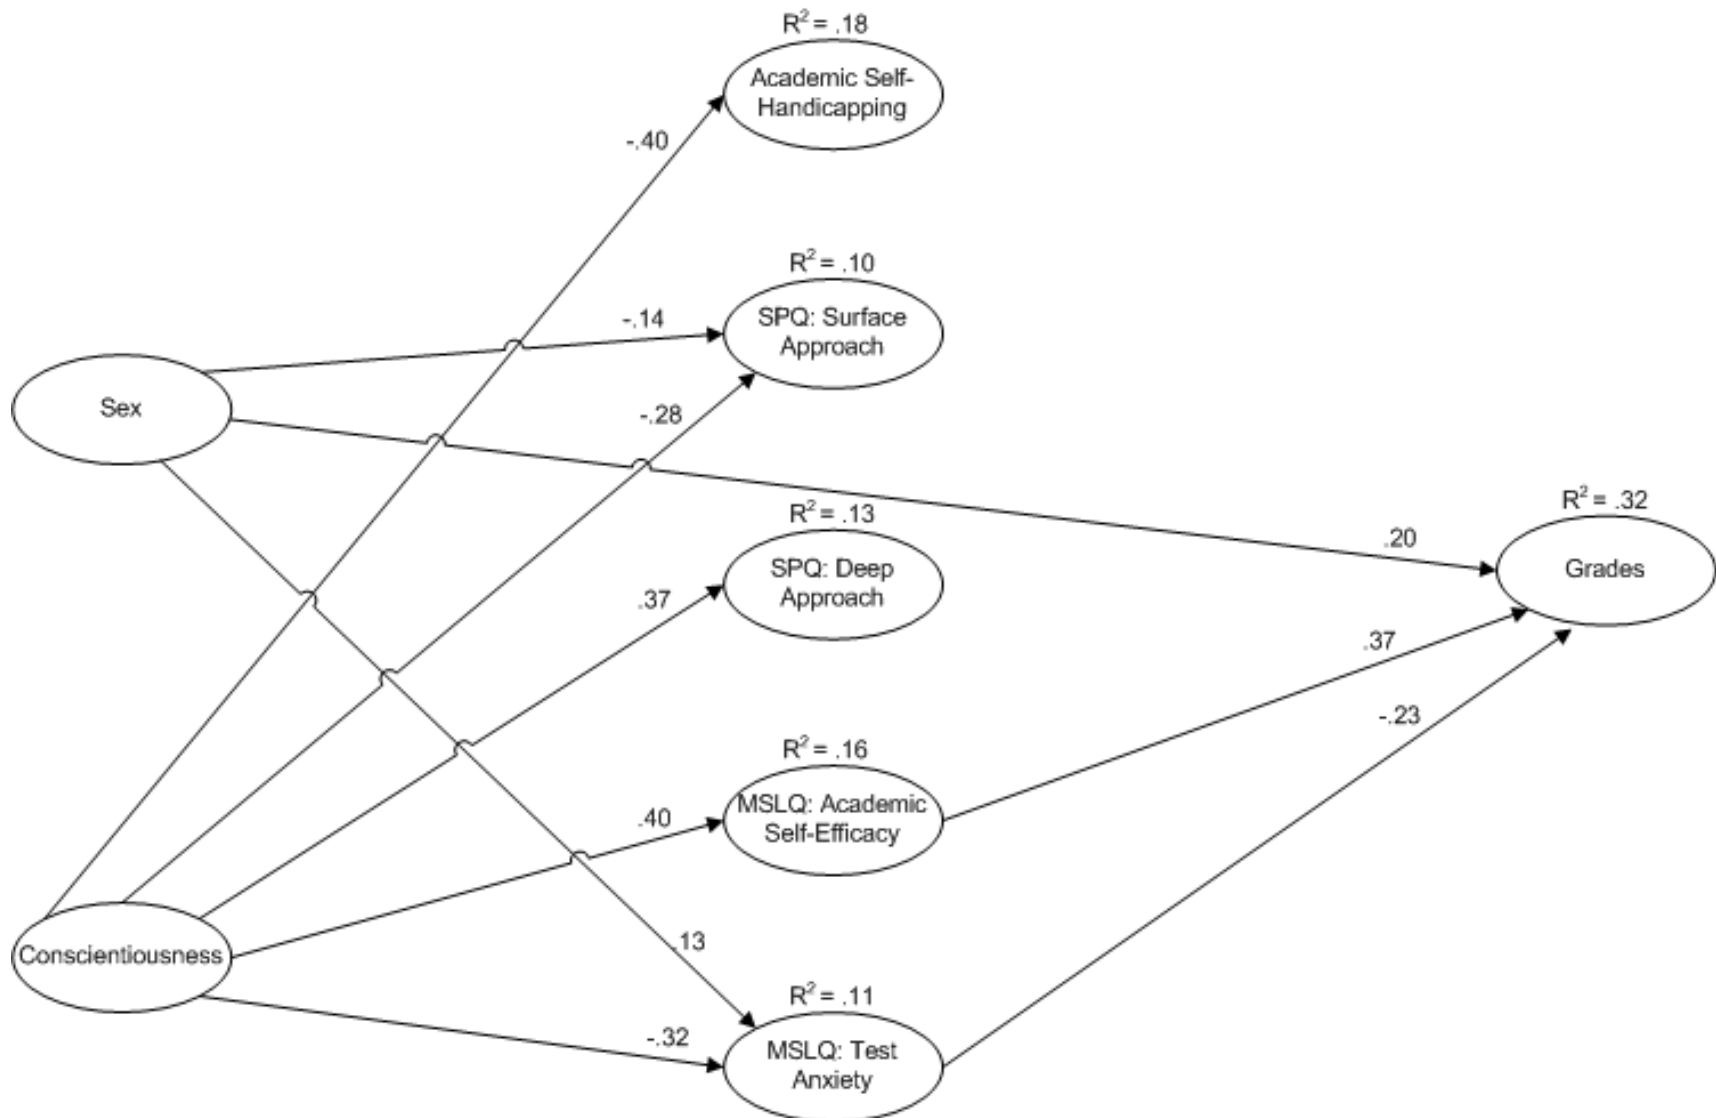 R² = .18
Academic Self-
Handicapping
-.40
R² = .10
SPQ: Surface
Approach
-.14
Sex
-.28
R² = .13
SPQ: Deep
Approach
.37
R² = .32
Grades
.20
.37
-.23
R² = .16
MSLQ: Academic
Self-Efficacy
.40
.13
Conscientiousness
R² = .11
MSLQ: Test
Anxiety
-.32